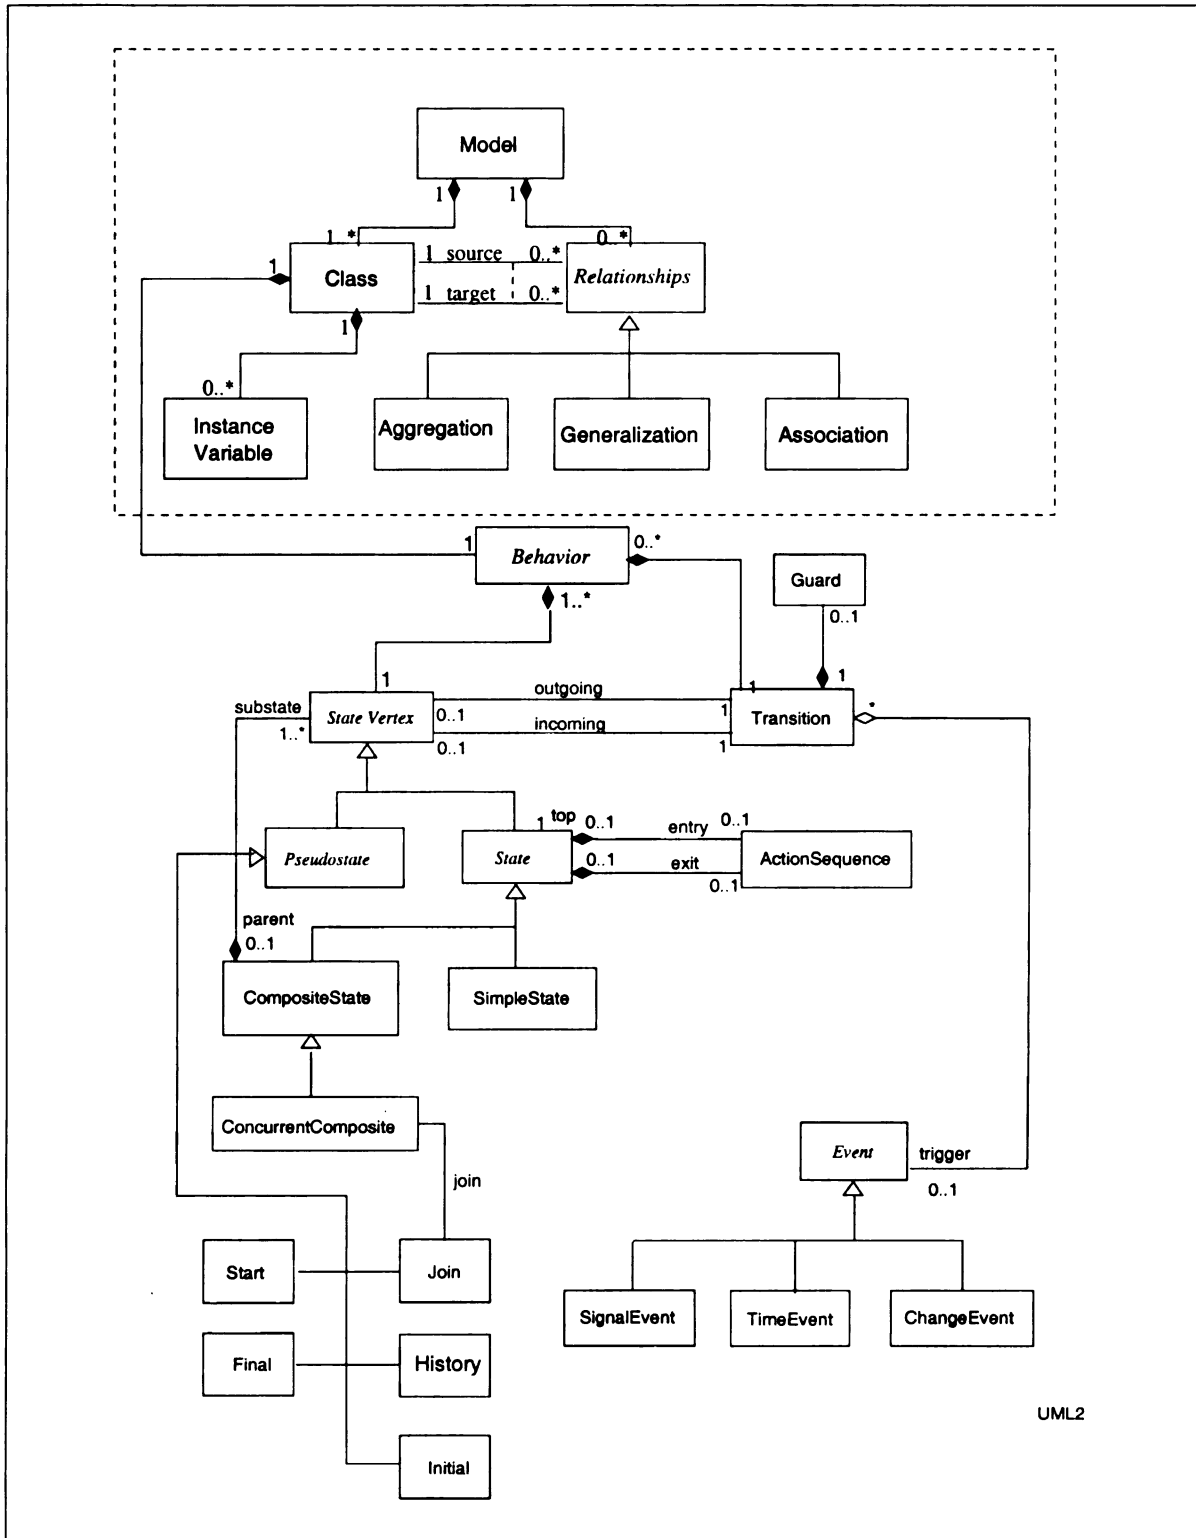 Model
1 1
1..* 0..*
1 Class 1 source 0..* Relationships
1 target 0..*
1
0..*
Instance
Variable
Aggregation Generalization Association
1 Behavior 0..*
1..*
Guard
0..1
1 outgoing 1 1
substate State Vertex 0..1 1 Transition *
1..* incoming
0..1 1
Pseudostate 1 top 0..1 entry 0..1
State 0..1 exit ActionSequence
0..1
parent
0..1
CompositeState SimpleState
ConcurrentComposite
join
Event trigger
0..1
Start Join
SignalEvent TimeEvent ChangeEvent
Final History
UML2
Initial